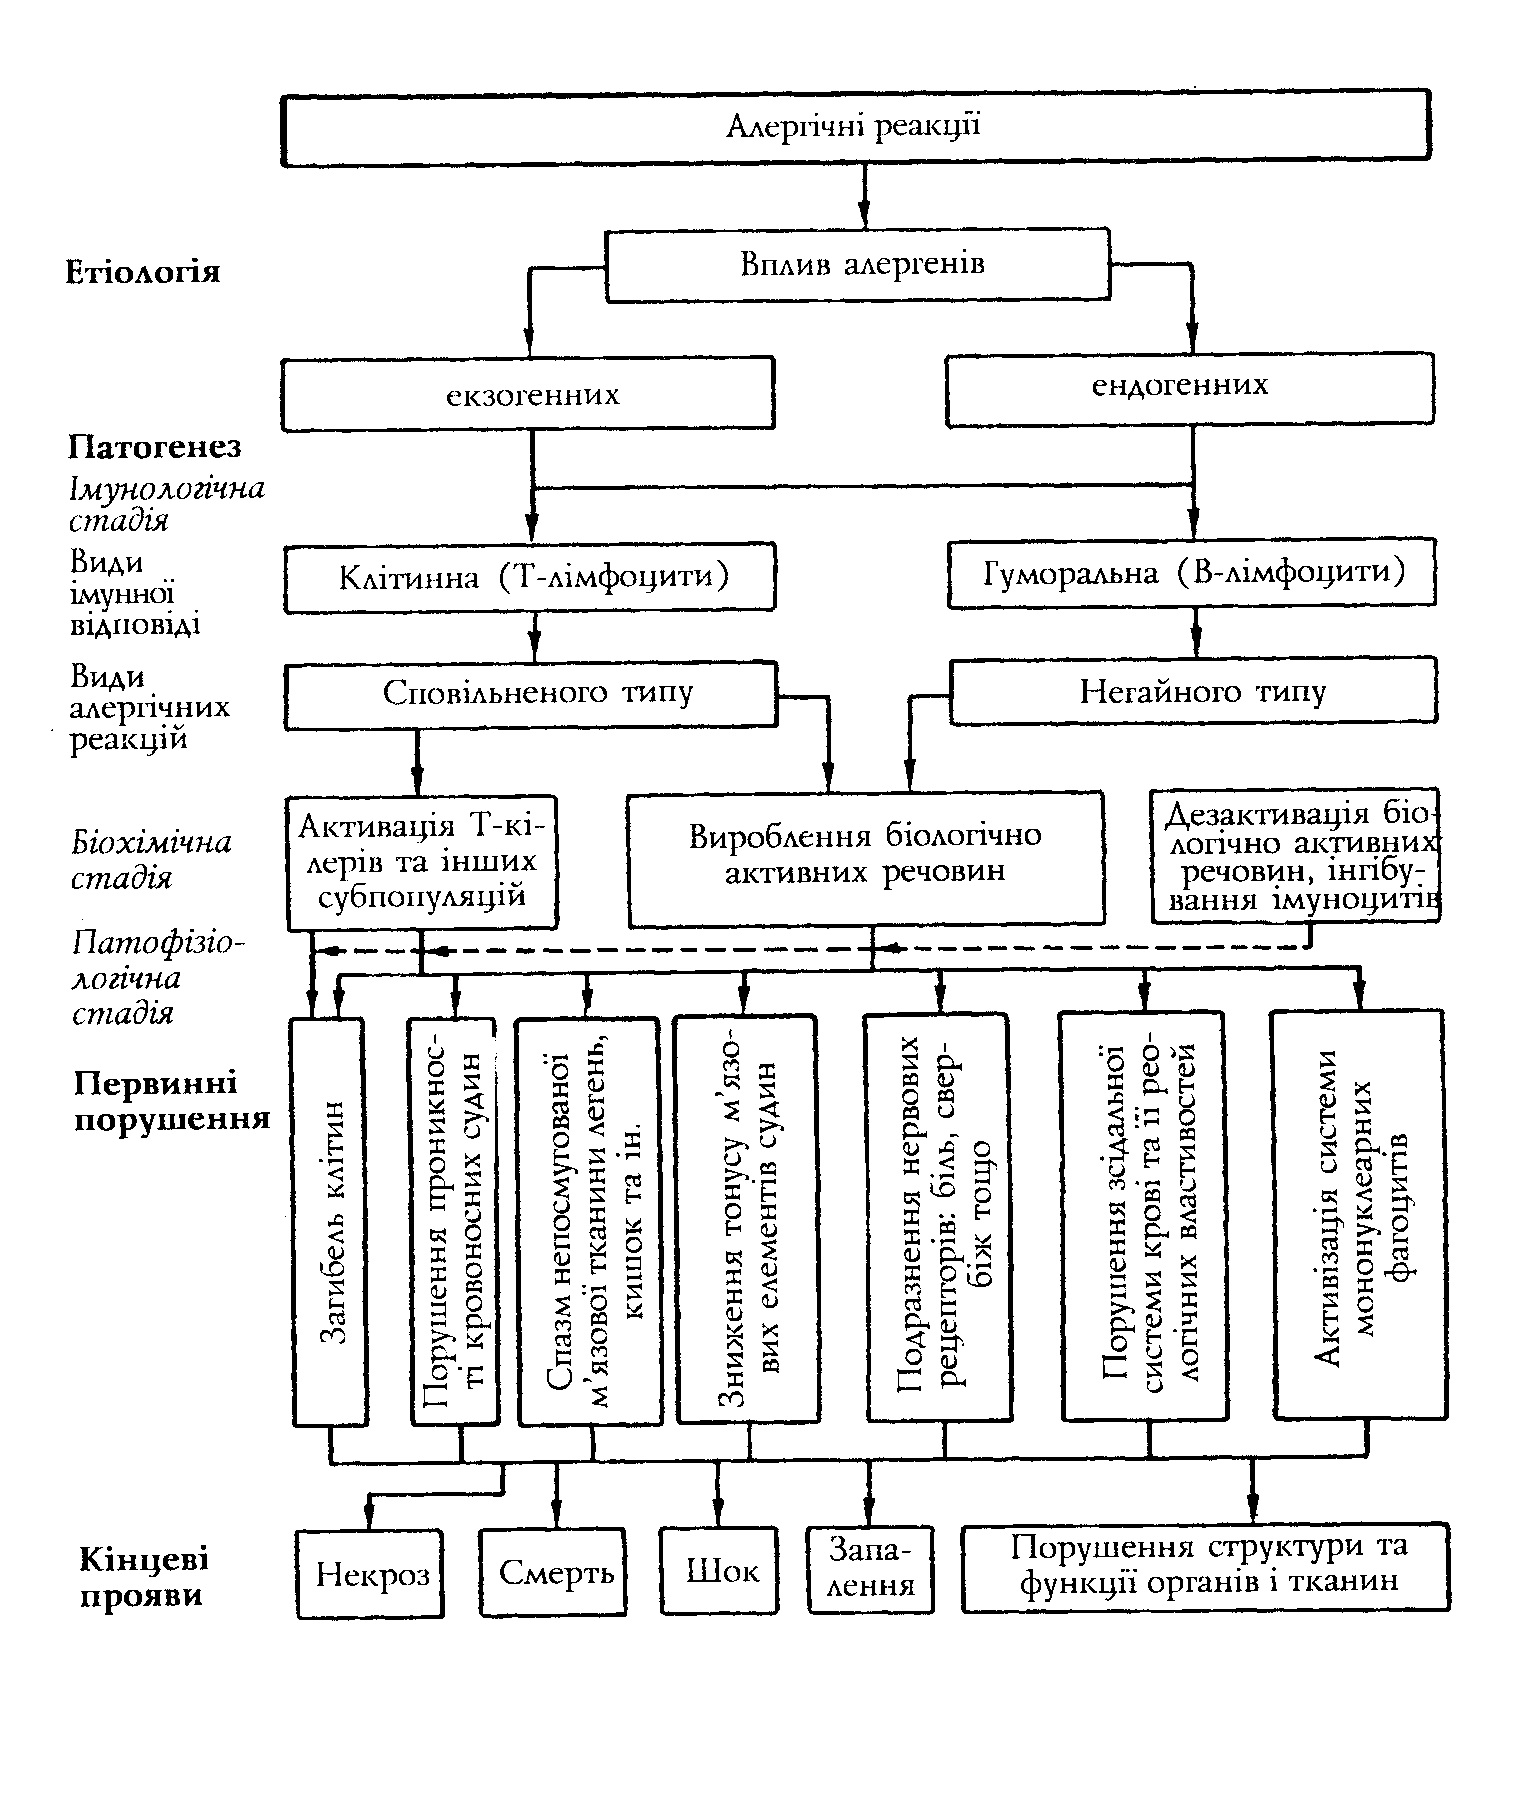 Алергічні реакції
Етіологія
Вплив алергенів
екзогенних
ендогенних
Патогенез
Імунологічна
стадія
Види
імунної
відповіді
Клітинна (Т-лімфоцити)
Гуморальна (В-лімфоцити)
Види
алергічних
реакцій
Сповільненого типу
Негайного типу
Біохімічна
стадія
Активація Т-кі-
лерів та інших
субпопуляцій
Вироблення біологічно
активних речовин
Дезактивація біо-
логічно активних
речовин, інгібу-
вання імуноцитів
Патофізіо-
логічна
стадія
Первинні
порушення
Загибель клітин
Порушення проникнос-
ті кровоносних судин
Спазм непосмугованої
м'язової тканини легень,
кишок та ін.
Зниження тонусу м'язо-
вих елементів судин
Подразнення нервових
рецепторів: біль, свер-
біж тощо
Порушення зсідальної
системи крові та її рео-
логічних властивостей
Активізація системи
мононуклеарних
фагоцитів
Кінцеві
прояви
Некроз
Смерть
Шок
Запа-
лення
Порушення структури та
функції органів і тканин